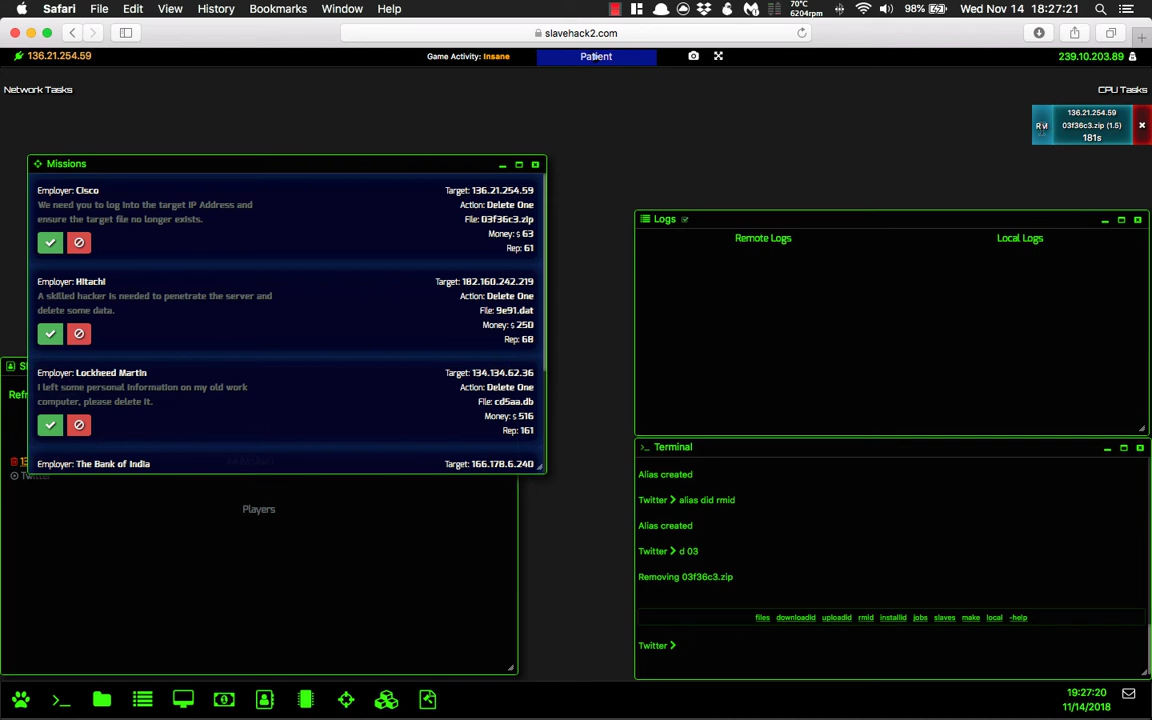 Safari File Edit View History Bookmarks Window Help
70°C
6204rpm
98%
Wed Nov 14 18:27:21
slavehack2.com
136.21.254.59
Game Activity: Insane
Patient
239.10.203.89
Network Tasks
CPU Tasks
136.21.254.59
03f36c3.zip (1.5)
181s
Missions
Employer: Cisco
We need you to log into the target IP Address and
ensure the target file no longer exists.
Target: 136.21.254.59
Action: Delete One
File: 03f36c3.zip
Money: $ 63
Rep: 61
Employer: Hitachi
A skilled hacker is needed to penetrate the server and
delete some data.
Target: 182.160.242.219
Action: Delete One
File: 9e91.dat
Money: $ 250
Rep: 68
Employer: Lockheed Martin
I left some personal information on my old work
computer, please delete it.
Target: 134.134.62.36
Action: Delete One
File: cd5aa.db
Money: $ 516
Rep: 161
Employer: The Bank of India
Target: 166.178.6.240
Twitter
Players
Logs
Remote Logs
Local Logs
Terminal
Alias created
Twitter > alias did rmid
Alias created
Twitter > d 03
Removing 03f36c3.zip
files downloadid uploadid rmid installid jobs slaves make local -help
Twitter >
19:27:20
11/14/2018